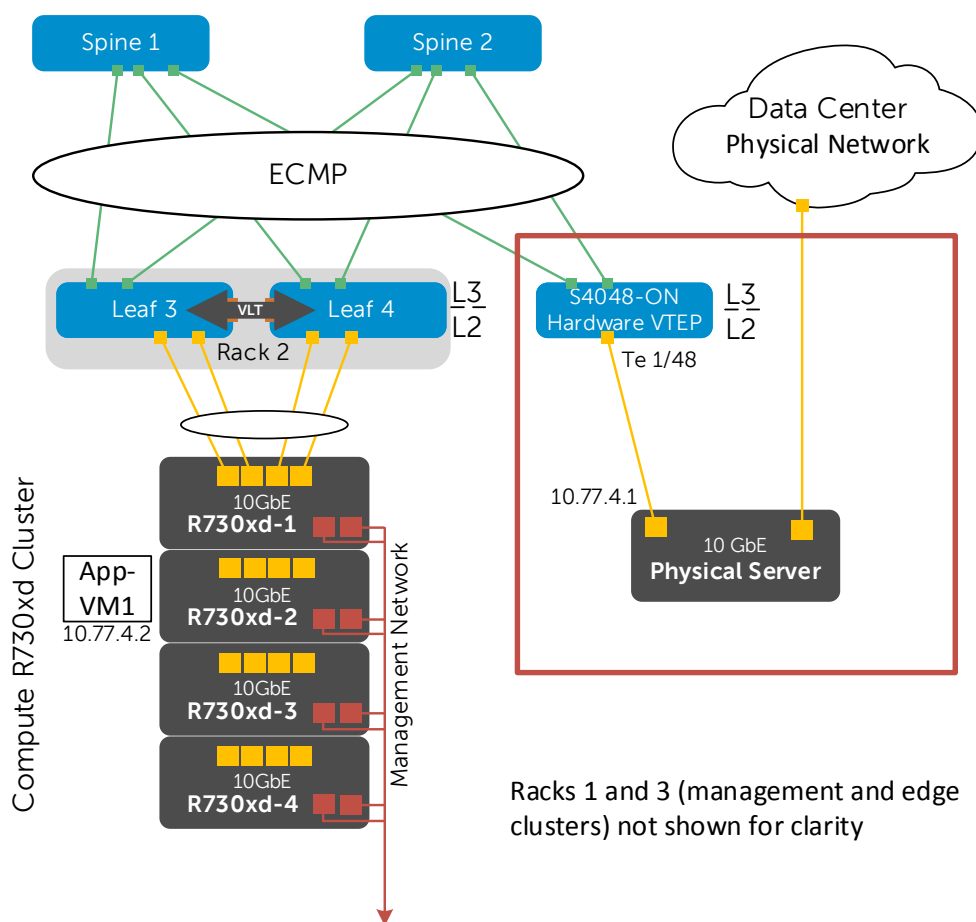 Spine 1
Spine 2
Data Center
Physical Network
ECMP
Leaf 3
VLT
Leaf 4
L3
L2
Rack 2
S4048-ON
Hardware VTEP
L3
L2
Te 1/48
10.77.4.1
10 GbE
Physical Server
Compute R730xd Cluster
10GbE
R730xd-1
App-
VM1
10.77.4.2
10GbE
R730xd-2
10GbE
R730xd-3
10GbE
R730xd-4
Management Network
Racks 1 and 3 (management and edge
clusters) not shown for clarity